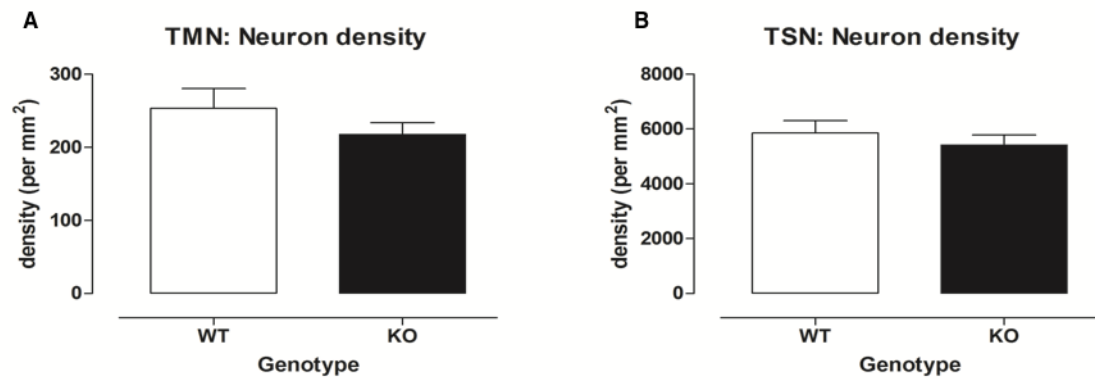 A
TMN: Neuron density
density (per mm²)
300
200
100
0
WT KO
Genotype
B
TSN: Neuron density
density (per mm²)
8000
6000
4000
2000
0
WT KO
Genotype